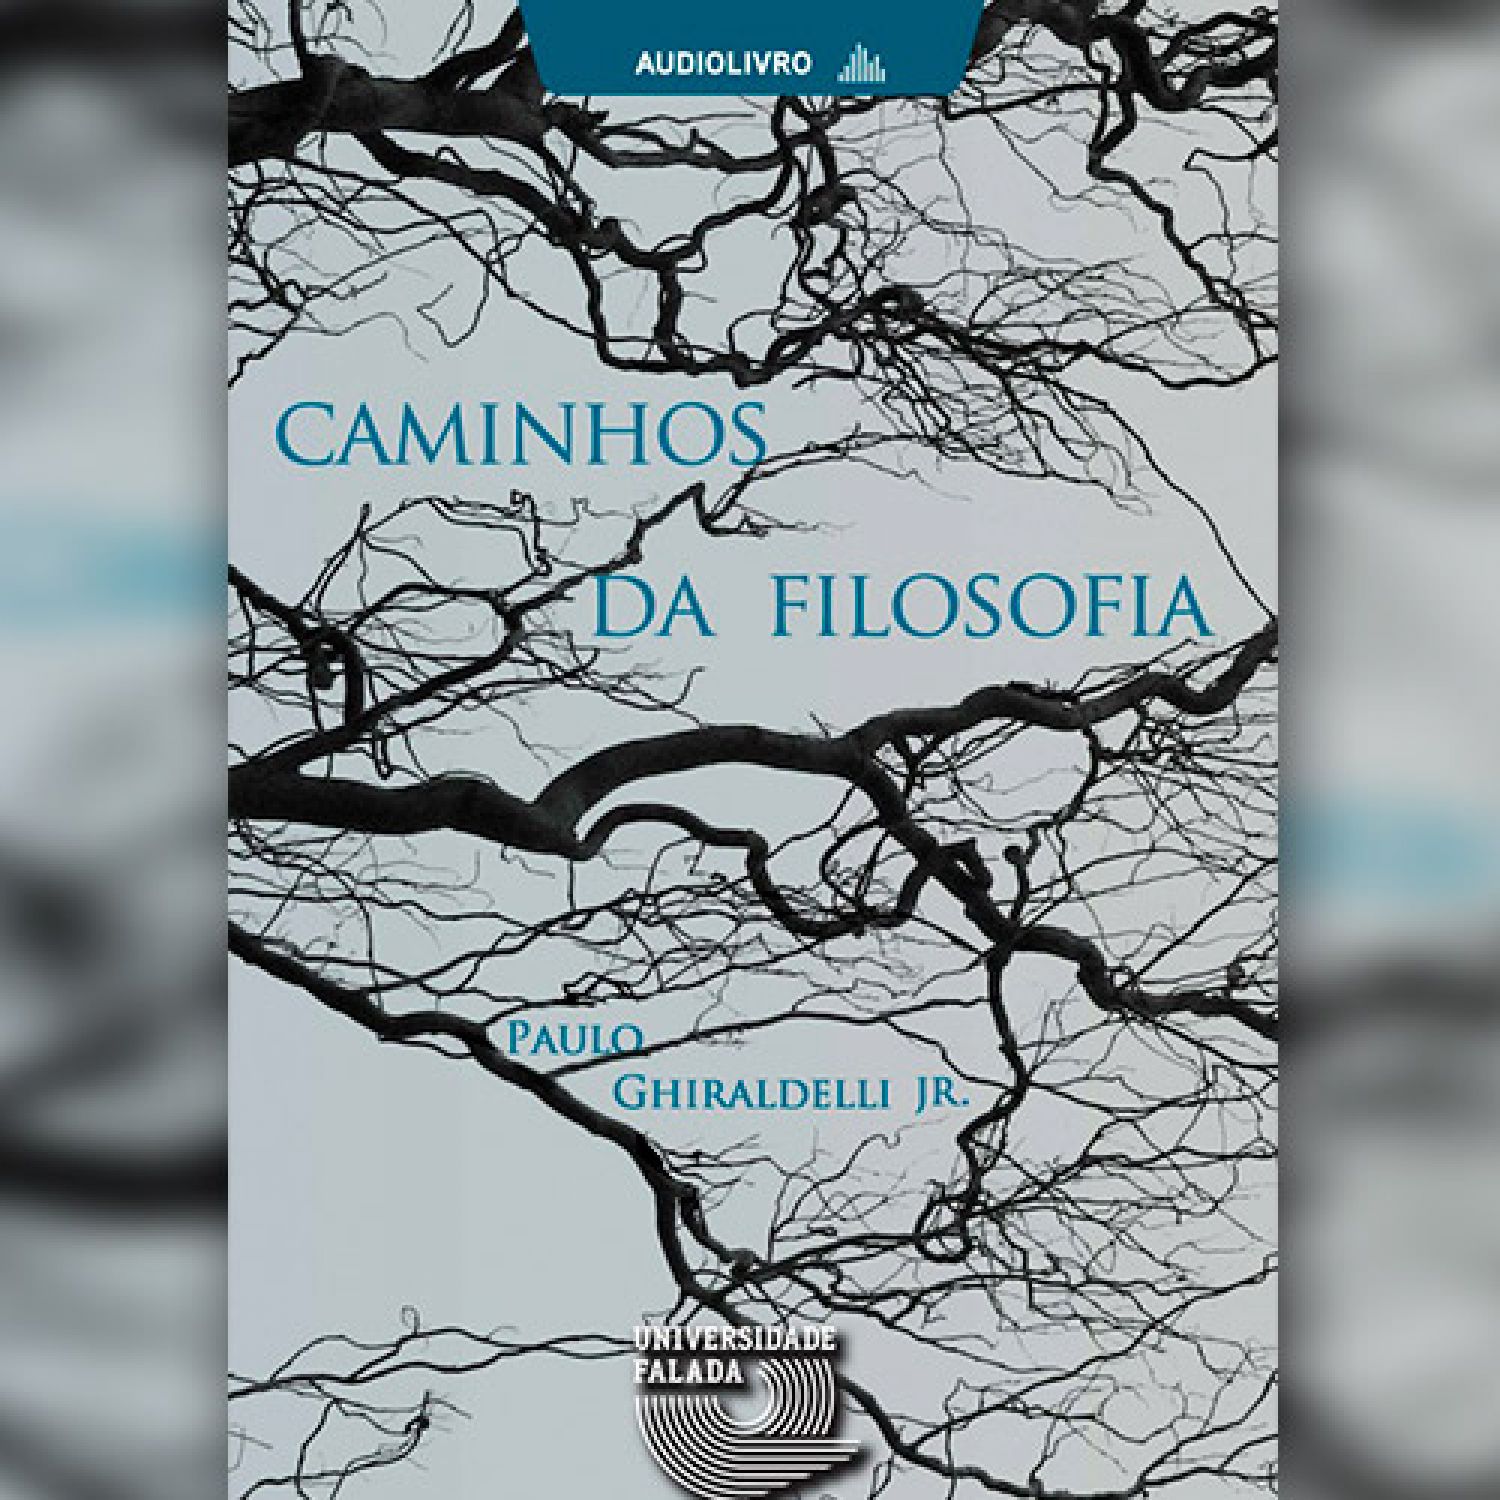 AUDIOLIVRO
CAMINHOS
DA FILOSOFIA
PAULO
GHIRALDELLI JR.
UNIVERSIDADE
FALADA